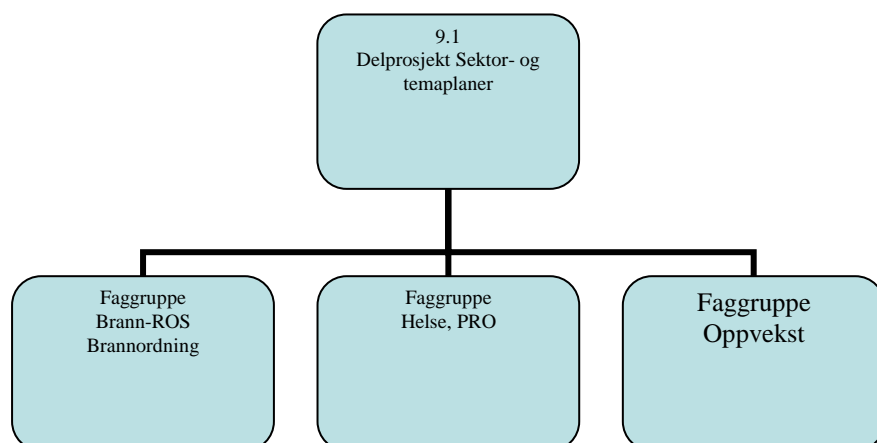 9.1
Delprosjekt Sektor- og
temaplaner
Faggruppe
Brann-ROS
Brannordning
Faggruppe
Helse, PRO
Faggruppe
Oppvekst